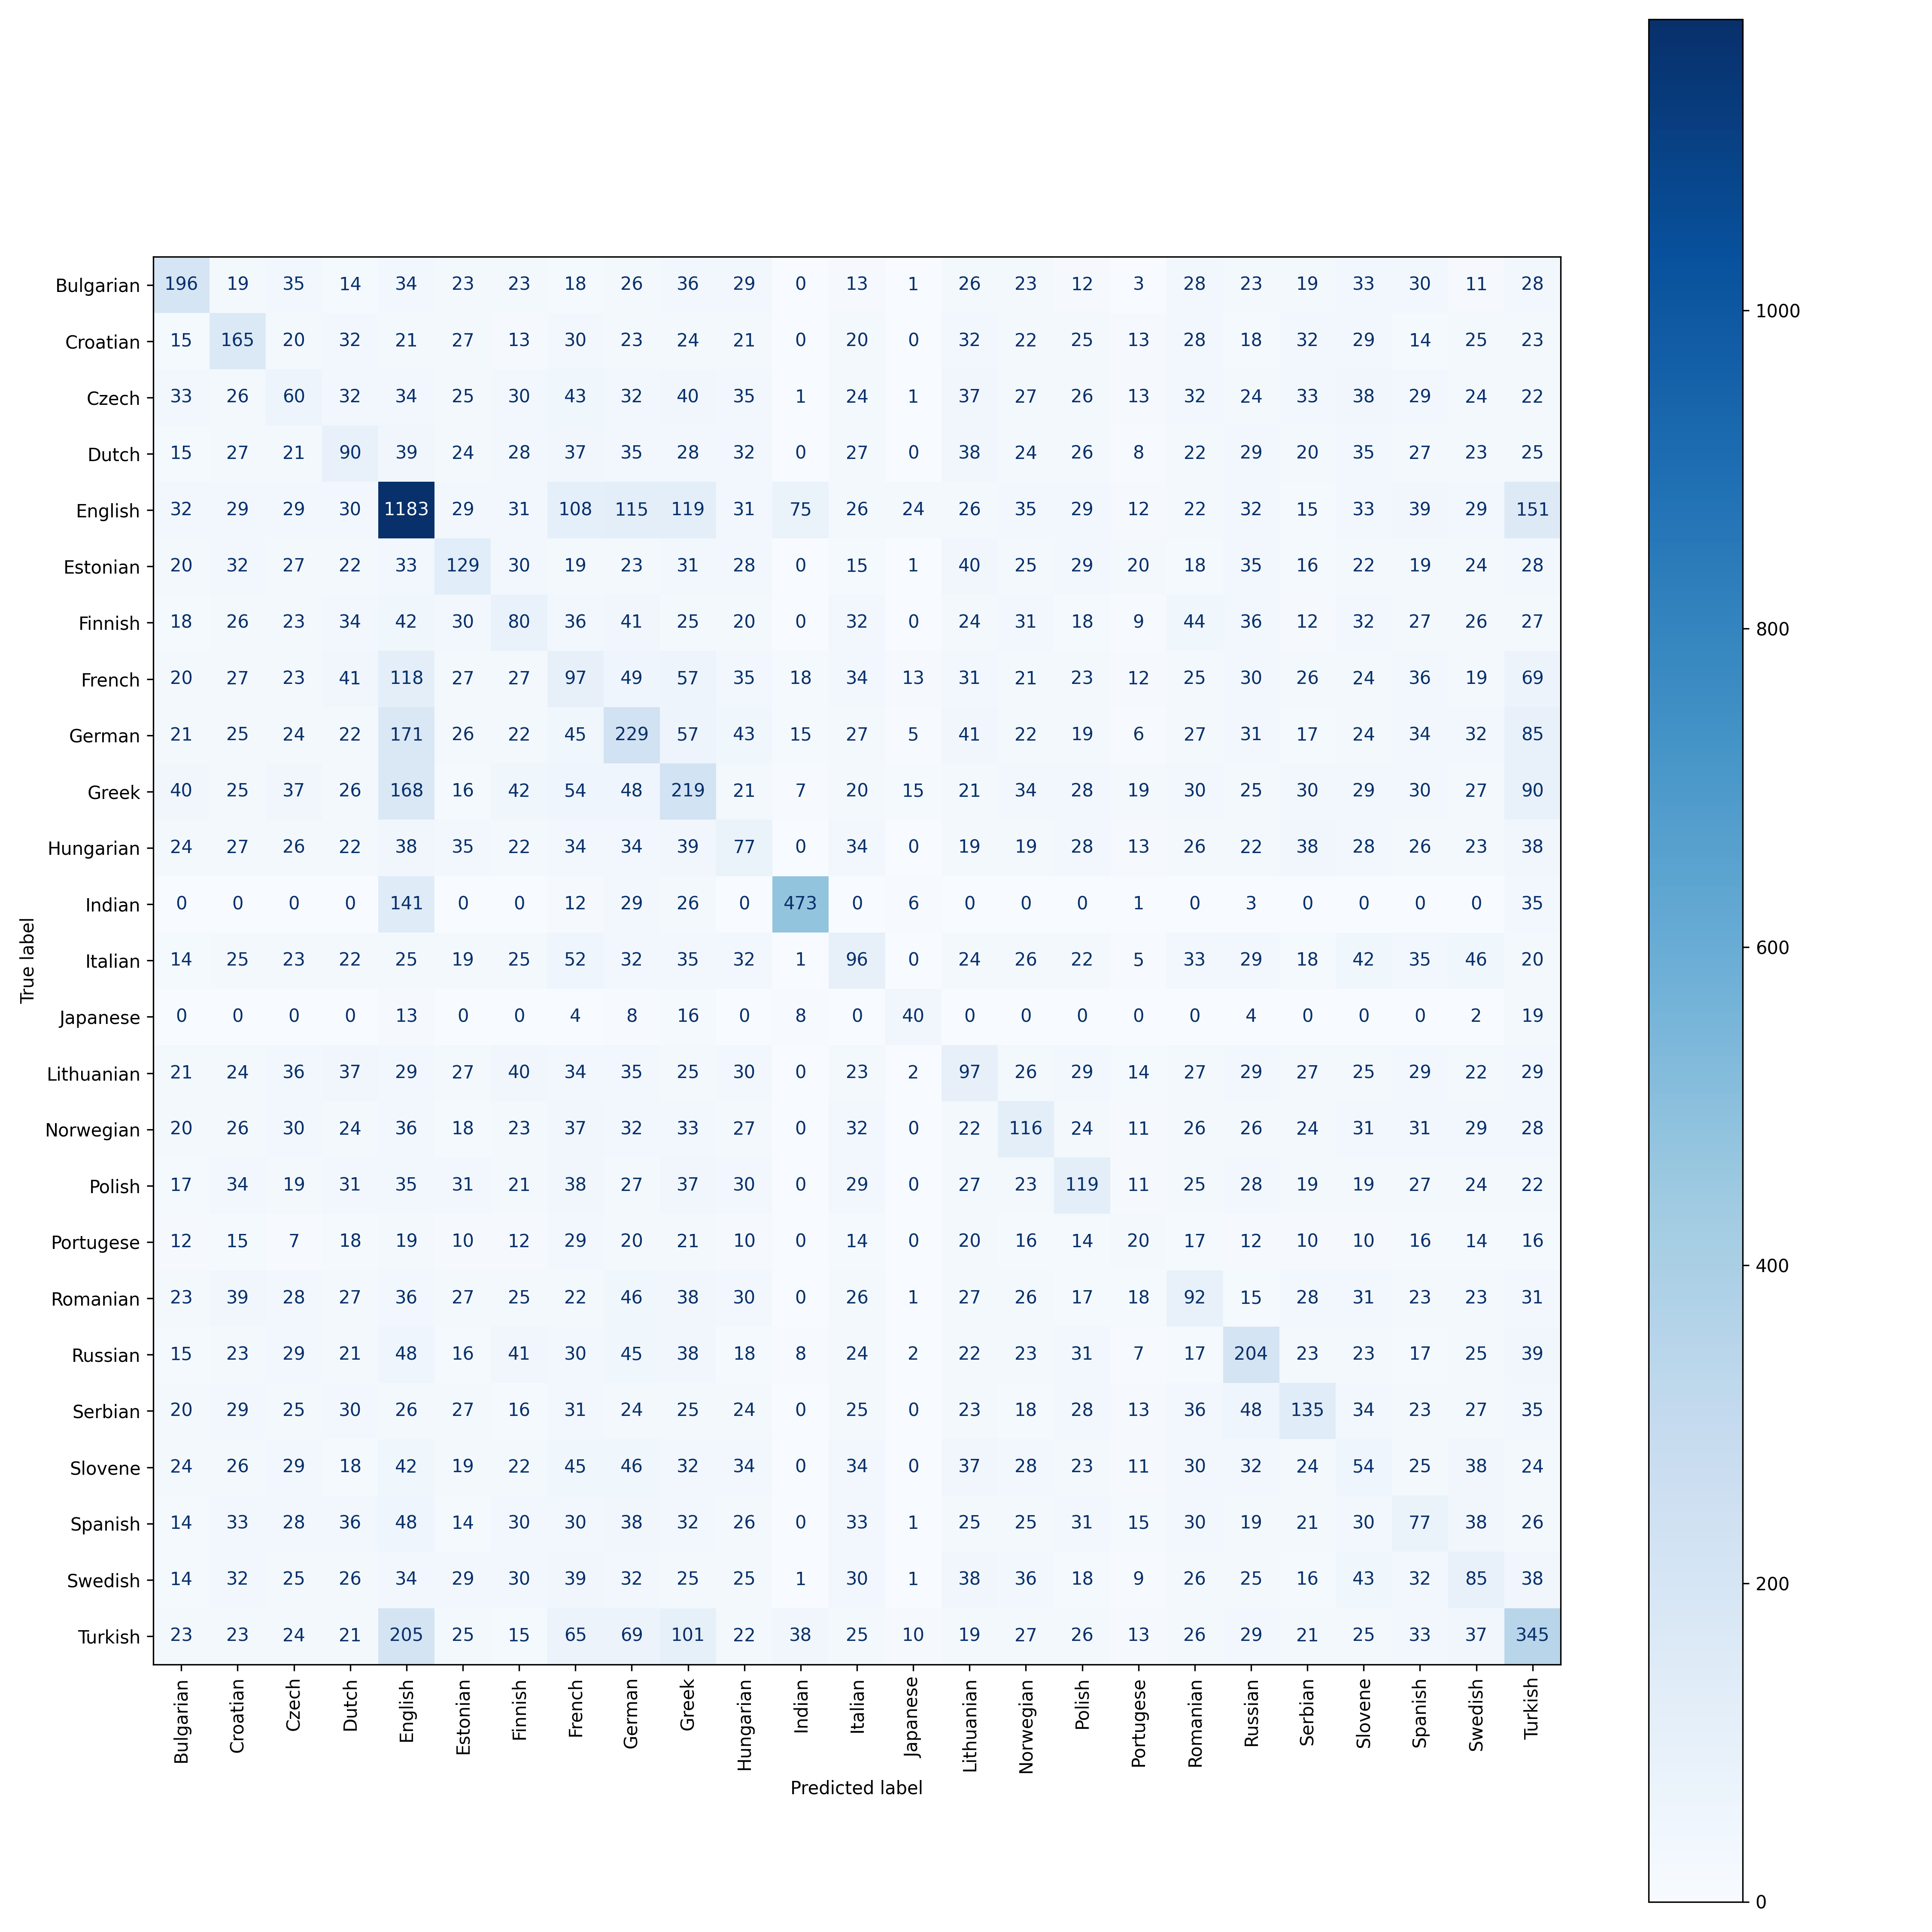 Bulgarian 196 19 35 14 34 23 23 18 26 36 29 0 13 1 26 23 12 3 28 23 19 33 30 11 28
Croatian 15 165 20 32 21 27 13 30 23 24 21 0 20 0 32 22 25 13 28 18 32 29 14 25 23
Czech 33 26 60 32 34 25 30 43 32 40 35 1 24 1 37 27 26 13 32 24 33 38 29 24 22
Dutch 15 27 21 90 39 24 28 37 35 28 32 0 27 0 38 24 26 8 22 29 20 35 27 23 25
English 32 29 29 30 1183 29 31 108 115 119 31 75 26 24 26 35 29 12 22 32 15 33 39 29 151
Estonian 20 32 27 22 33 129 30 19 23 31 28 0 15 1 40 25 29 20 18 35 16 22 19 24 28
Finnish 18 26 23 34 42 30 80 36 41 25 20 0 32 0 24 31 18 9 44 36 12 32 27 26 27
French 20 27 23 41 118 27 27 97 49 57 35 18 34 13 31 21 23 12 25 30 26 24 36 19 69
German 21 25 24 22 171 26 22 45 229 57 43 15 27 5 41 22 19 6 27 31 17 24 34 32 85
Greek 40 25 37 26 168 16 42 54 48 219 21 7 20 15 21 34 28 19 30 25 30 29 30 27 90
Hungarian 24 27 26 22 38 35 22 34 34 39 77 0 34 0 19 19 28 13 26 22 38 28 26 23 38
Indian 0 0 0 0 141 0 0 12 29 26 0 473 0 6 0 0 0 1 0 3 0 0 0 0 35
Italian 14 25 23 22 25 19 25 52 32 35 32 1 96 0 24 26 22 5 33 29 18 42 35 46 20
Japanese 0 0 0 0 13 0 0 4 8 16 0 8 0 40 0 0 0 0 0 4 0 0 0 2 19
Lithuanian 21 24 36 37 29 27 40 34 35 25 30 0 23 2 97 26 29 14 27 29 27 25 29 22 29
Norwegian 20 26 30 24 36 18 23 37 32 33 27 0 32 0 22 116 24 11 26 26 24 31 31 29 28
Polish 17 34 19 31 35 31 21 38 27 37 30 0 29 0 27 23 119 11 25 28 19 19 27 24 22
Portugese 12 15 7 18 19 10 12 29 20 21 10 0 14 0 20 16 14 20 17 12 10 10 16 14 16
Romanian 23 39 28 27 36 27 25 22 46 38 30 0 26 1 27 26 17 18 92 15 28 31 23 23 31
Russian 15 23 29 21 48 16 41 30 45 38 18 8 24 2 22 23 31 7 17 204 23 23 17 25 39
Serbian 20 29 25 30 26 27 16 31 24 25 24 0 25 0 23 18 28 13 36 48 135 34 23 27 35
Slovene 24 26 29 18 42 19 22 45 46 32 34 0 34 0 37 28 23 11 30 32 24 54 25 38 24
Spanish 14 33 28 36 48 14 30 30 38 32 26 0 33 1 25 25 31 15 30 19 21 30 77 38 26
Swedish 14 32 25 26 34 29 30 39 32 25 25 1 30 1 38 36 18 9 26 25 16 43 32 85 38
Turkish 23 23 24 21 205 25 15 65 69 101 22 38 25 10 19 27 26 13 26 29 21 25 33 37 345
Bulgarian Croatian Czech Dutch English Estonian Finnish French German Greek Hungarian Indian Italian Japanese Lithuanian Norwegian Polish Portugese Romanian Russian Serbian Slovene Spanish Swedish Turkish
Predicted label
True label
1000
800
600
400
200
0